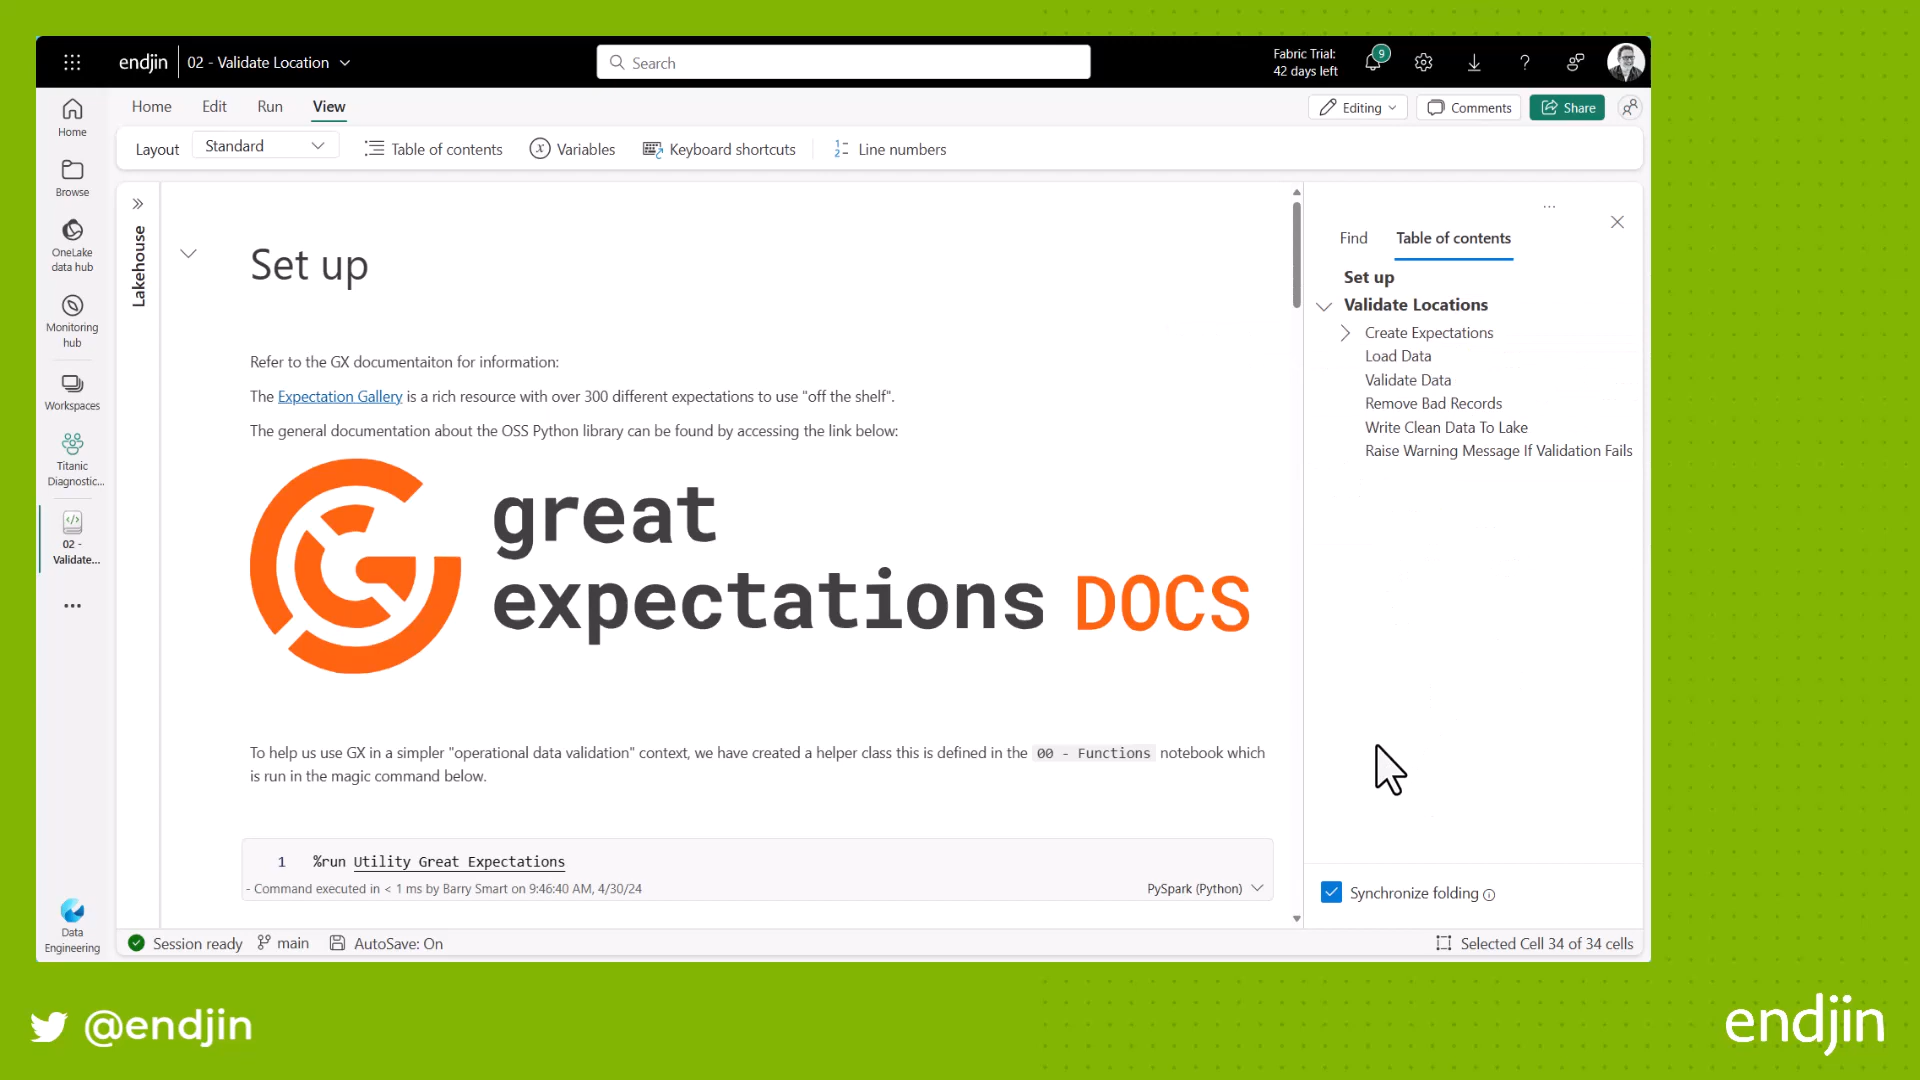 endjin
02 - Validate Location
Search
Fabric Trial:
42 days left
9
Home
Edit
Run
View
Editing
Comments
Share
Layout
Standard
Table of contents
Variables
Keyboard shortcuts
Line numbers
Home
Browse
OneLake
data hub
Monitoring
hub
Workspaces
Titanic
Diagnostic...
02 -
Validate...
Data
Engineering
Lakehouse
Set up
Refer to the GX documentaiton for information:
The Expectation Gallery is a rich resource with over 300 different expectations to use "off the shelf".
The general documentation about the OSS Python library can be found by accessing the link below:
great
expectations DOCS
To help us use GX in a simpler "operational data validation" context, we have created a helper class this is defined in the 00 - Functions notebook which
is run in the magic command below.
1 %run Utility Great Expectations
- Command executed in < 1 ms by Barry Smart on 9:46:40 AM, 4/30/24
PySpark (Python)
Find
Table of contents
Set up
Validate Locations
Create Expectations
Load Data
Validate Data
Remove Bad Records
Write Clean Data To Lake
Raise Warning Message If Validation Fails
Synchronize folding
Session ready
main
AutoSave: On
Selected Cell 34 of 34 cells
@endjin
endjin